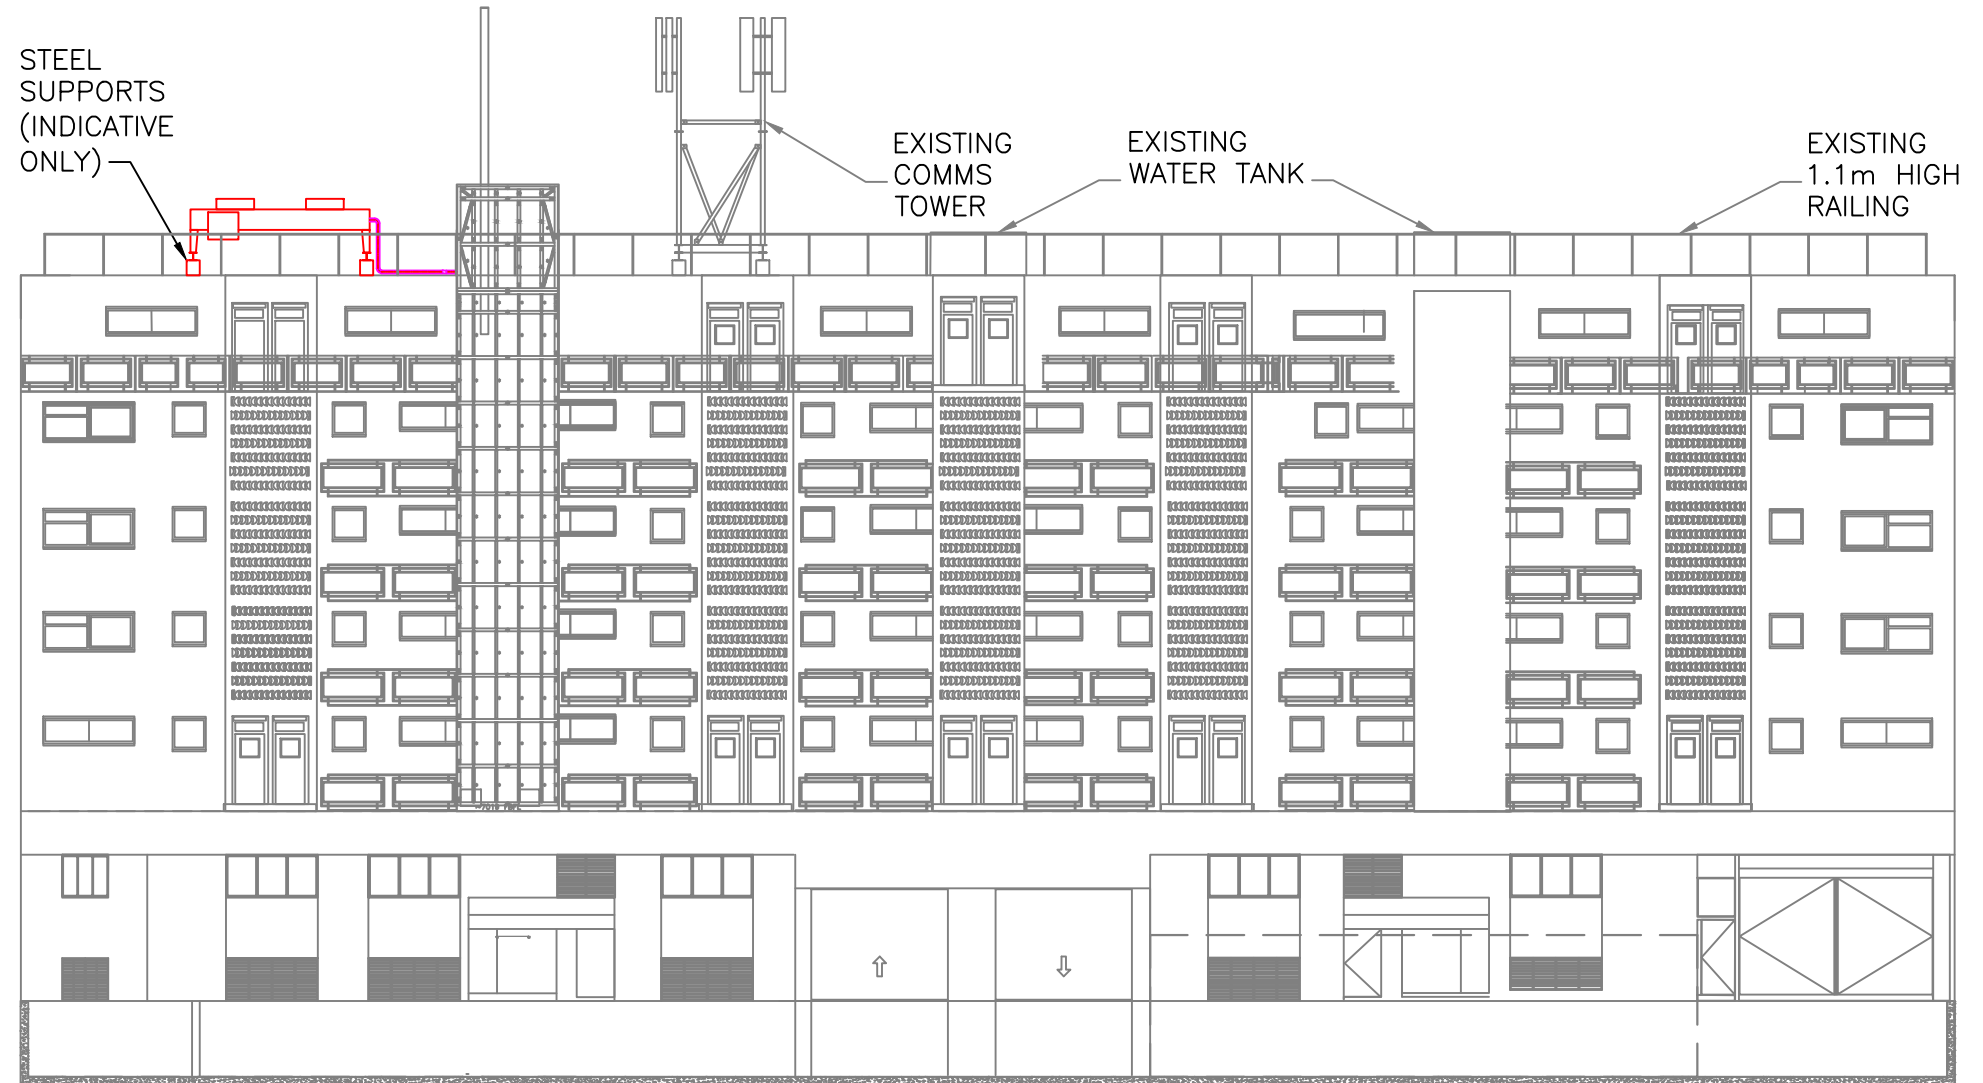 STEEL
SUPPORTS
(INDICATIVE
ONLY)
EXISTING
COMMS
TOWER
EXISTING
WATER TANK
EXISTING
1.1m HIGH
RAILING